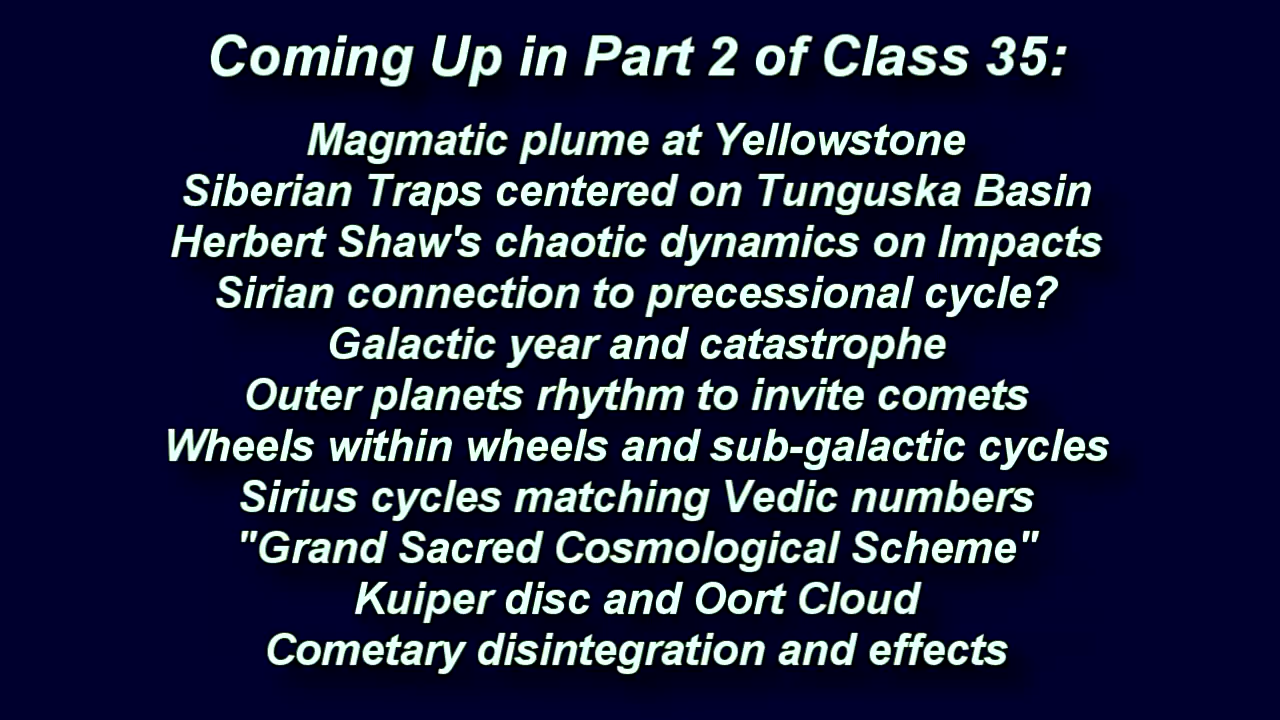 Coming Up in Part 2 of Class 35:
Magmatic plume at Yellowstone
Siberian Traps centered on Tunguska Basin
Herbert Shaw's chaotic dynamics on Impacts
Sirian connection to precessional cycle?
Galactic year and catastrophe
Outer planets rhythm to invite comets
Wheels within wheels and sub-galactic cycles
Sirius cycles matching Vedic numbers
"Grand Sacred Cosmological Scheme"
Kuiper disc and Oort Cloud
Cometary disintegration and effects